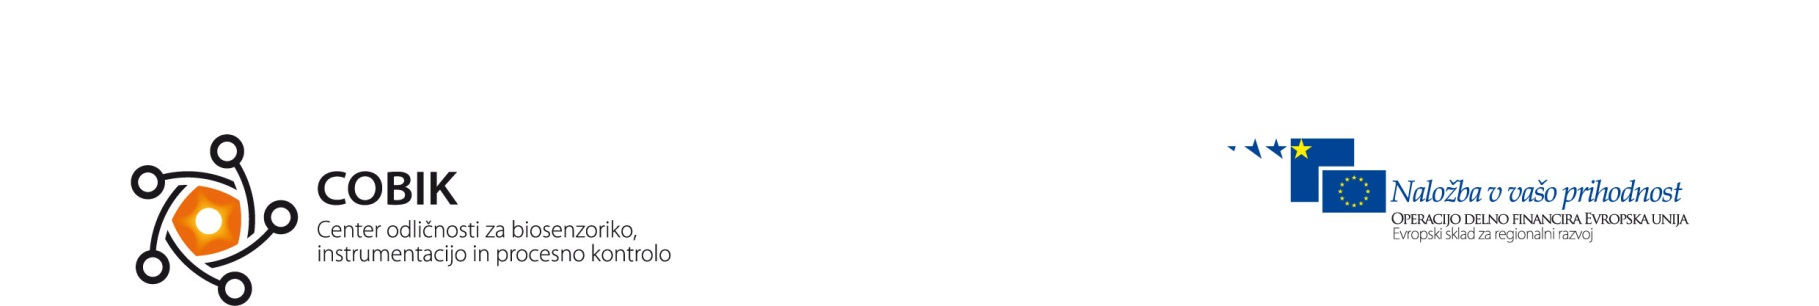 COBIK
Center odličnosti za biosenzoriko,
instrumentacijo in procesno kontrolo
Naložba v vašo prihodnost
OPERACIJO DELNO FINANCIRA EVROPSKA UNIJA
Evropski sklad za regionalni razvoj